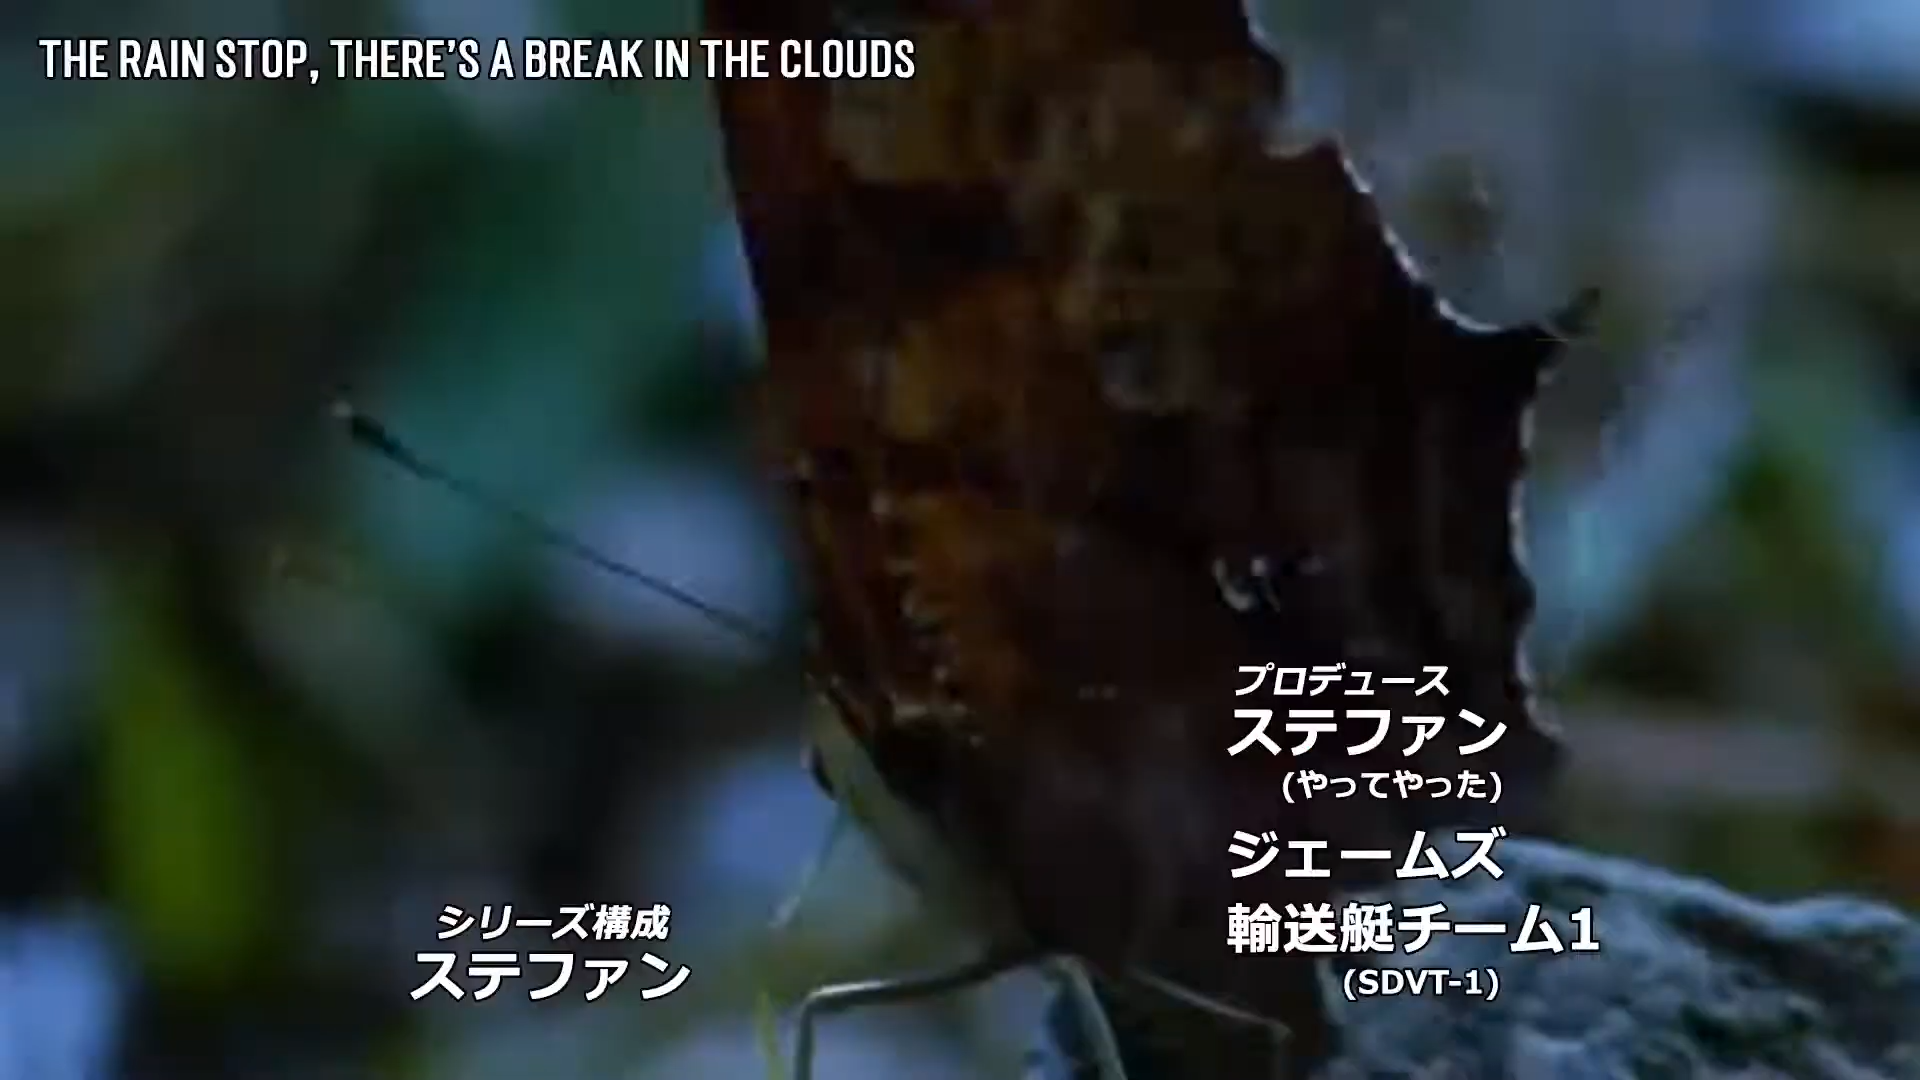 THE RAIN STOP, THERE'S A BREAK IN THE CLOUDS
シリーズ構成
ステファン
プロデュース
ステファン
(やってやった)
ジェームズ
輸送艇チーム1
(SDVT-1)